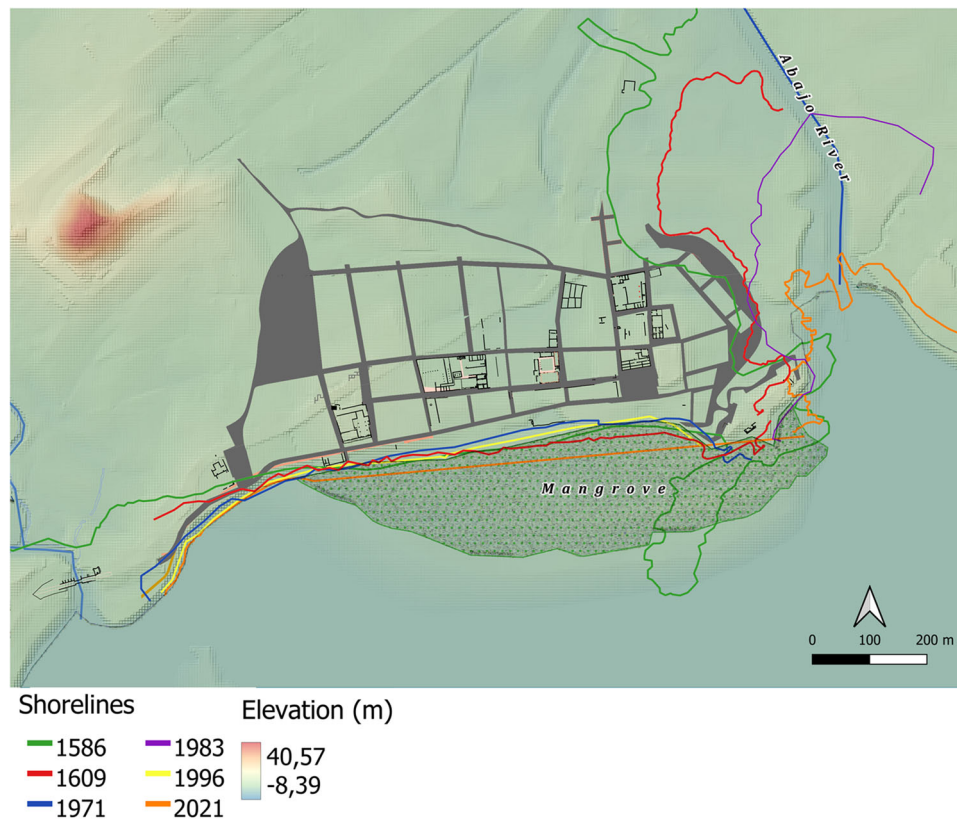 Abajo River
Mangrove
0 100 200 m
Shorelines
1586
1609
1971
1983
1996
2021
Elevation (m)
40,57
-8,39